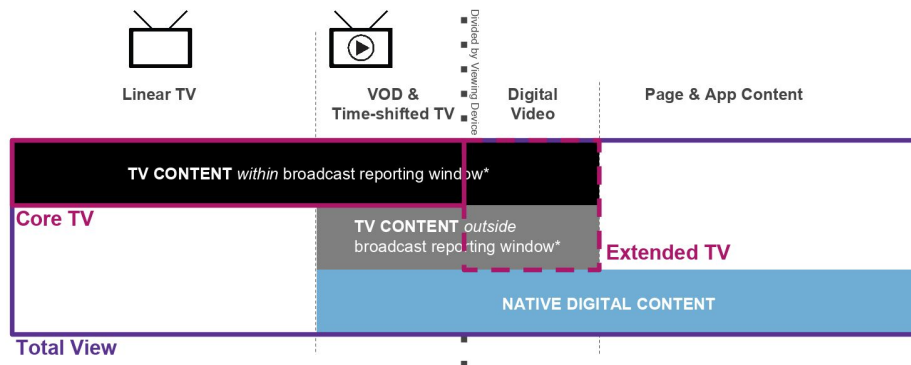 Divided by Viewing Device
Linear TV
VOD &
Time-shifted TV
Digital
Video
Page & App Content
TV CONTENT within broadcast reporting window*
Core TV
TV CONTENT outside
broadcast reporting window*
Extended TV
NATIVE DIGITAL CONTENT
Total View